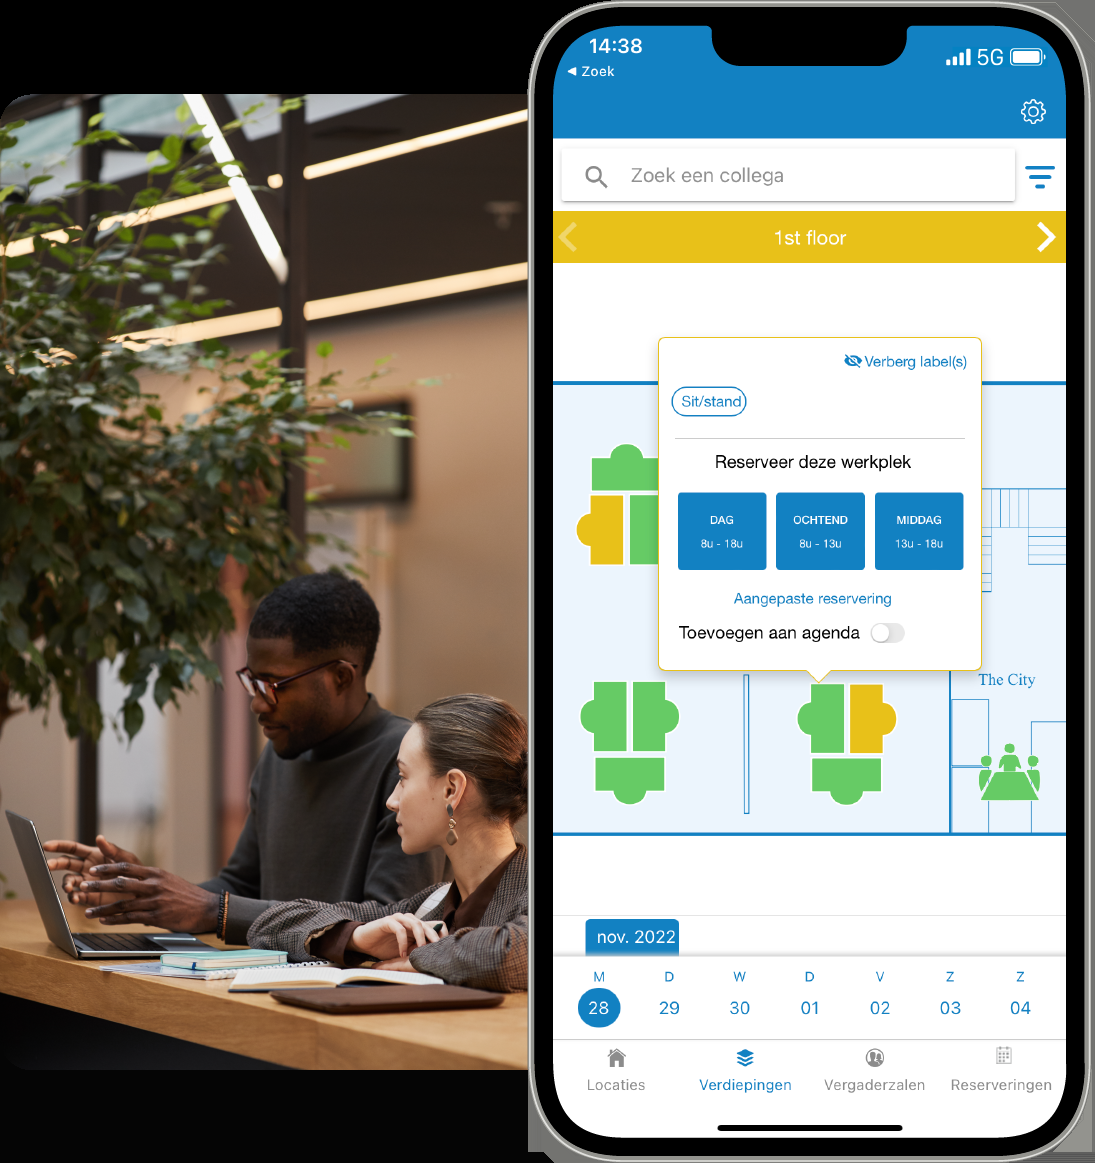 14:38
5G
◀ Zoek
Zoek een collega
1st floor
Verberg label(s)
Sit/stand
Reserveer deze werkplek
DAG
8u - 18u
OCHTEND
8u - 13u
MIDDAG
13u - 18u
Aangepaste reservering
Toevoegen aan agenda
The City
nov. 2022
M D W D V Z Z
28 29 30 01 02 03 04
Locaties Verdiepingen Vergaderzalen Reserveringen